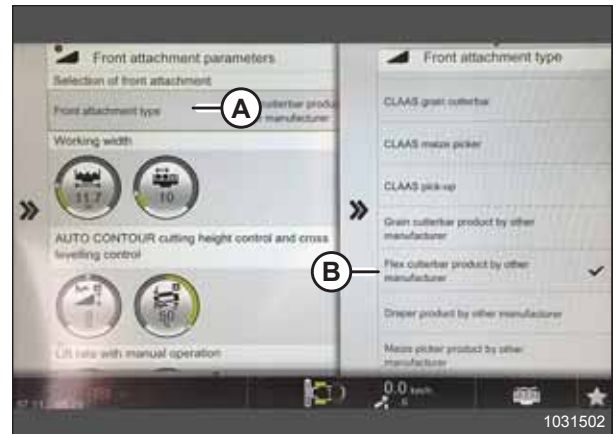 Front attachment parameters
Selection of front attachment
Front attachment type
A
cutterbar produ
manufacturer
Working width
11.7
10
AUTO CONTOUR cutting height control and cross
levelling control
50
Lift rate with manual operation
Front attachment type
CLAAS grain cutterbar
CLAAS maize picker
CLAAS pick-up
Grain cutterbar product by other
manufacturer
B
Flex cutterbar product by other
manufacturer
Draper product by other manufacturer
Maize picker product by other
manufacturer
0.0 km/h
1031502